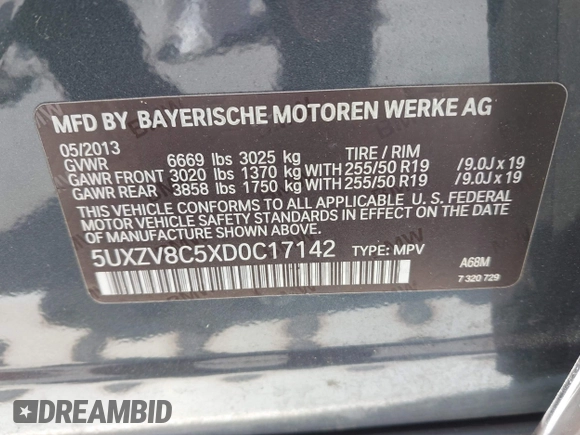 MFD BY BAYERISCHE MOTOREN WERKE AG
05/2013
GVWR 6669 lbs 3025 kg TIRE / RIM
GAWR FRONT 3020 lbs 1370 kg WITH 255/50 R19 /9.0J x 19
GAWR REAR 3858 lbs 1750 kg WITH 255/50 R19 /9.0J x 19
THIS VEHICLE CONFORMS TO ALL APPLICABLE U. S. FEDERAL
MOTOR VEHICLE SAFETY STANDARDS IN EFFECT ON THE
DATE OF MANUFACTURE SHOWN ABOVE.
5UXZV8C5XD0C17142 TYPE: MPV
A68M
7 320 729
DREAMBID